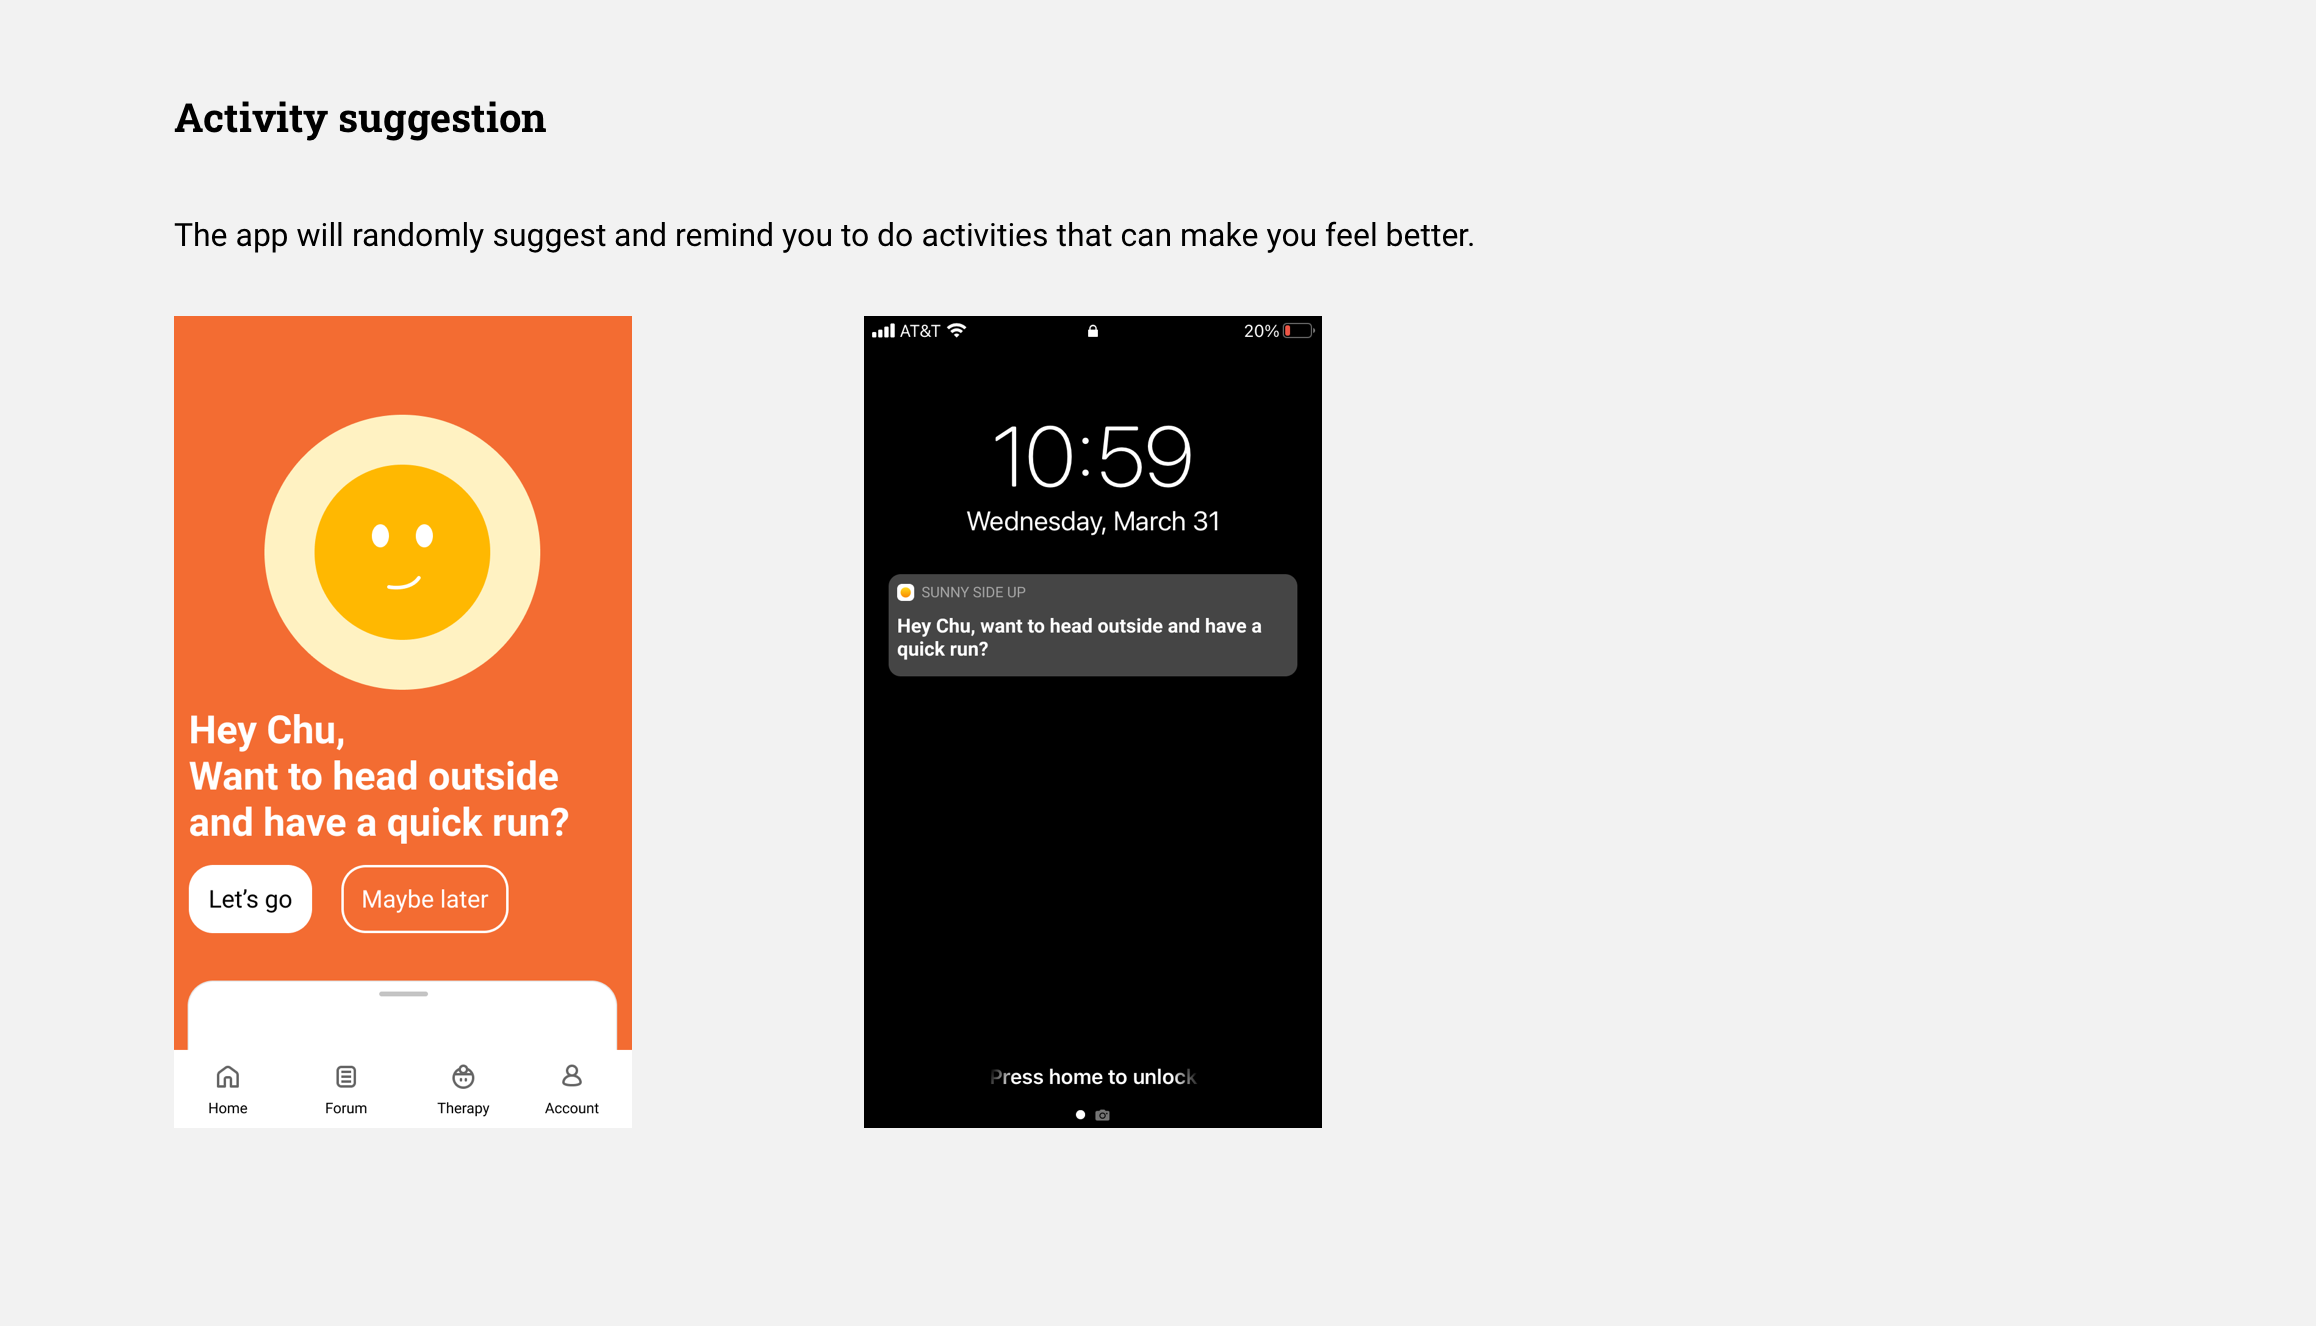 Activity suggestion
The app will randomly suggest and remind you to do activities that can make you feel better.
Hey Chu,
Want to head outside
and have a quick run?
Let’s go
Maybe later
Home
Forum
Therapy
Account
AT&T
20%
10:59
Wednesday, March 31
SUNNY SIDE UP
Hey Chu, want to head outside and have a
quick run?
Press home to unlock